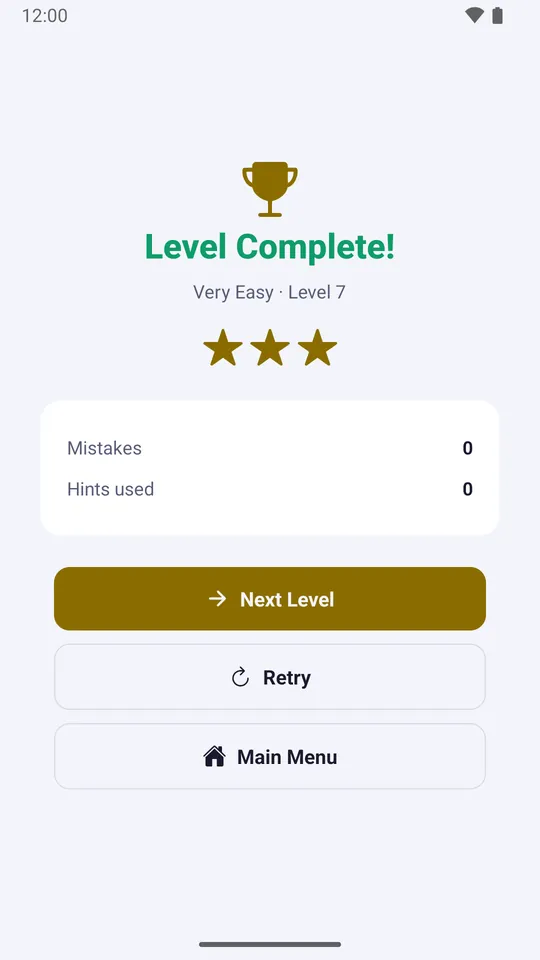 12:00
Level Complete!
Very Easy · Level 7
Mistakes 0
Hints used 0
Next Level
Retry
Main Menu